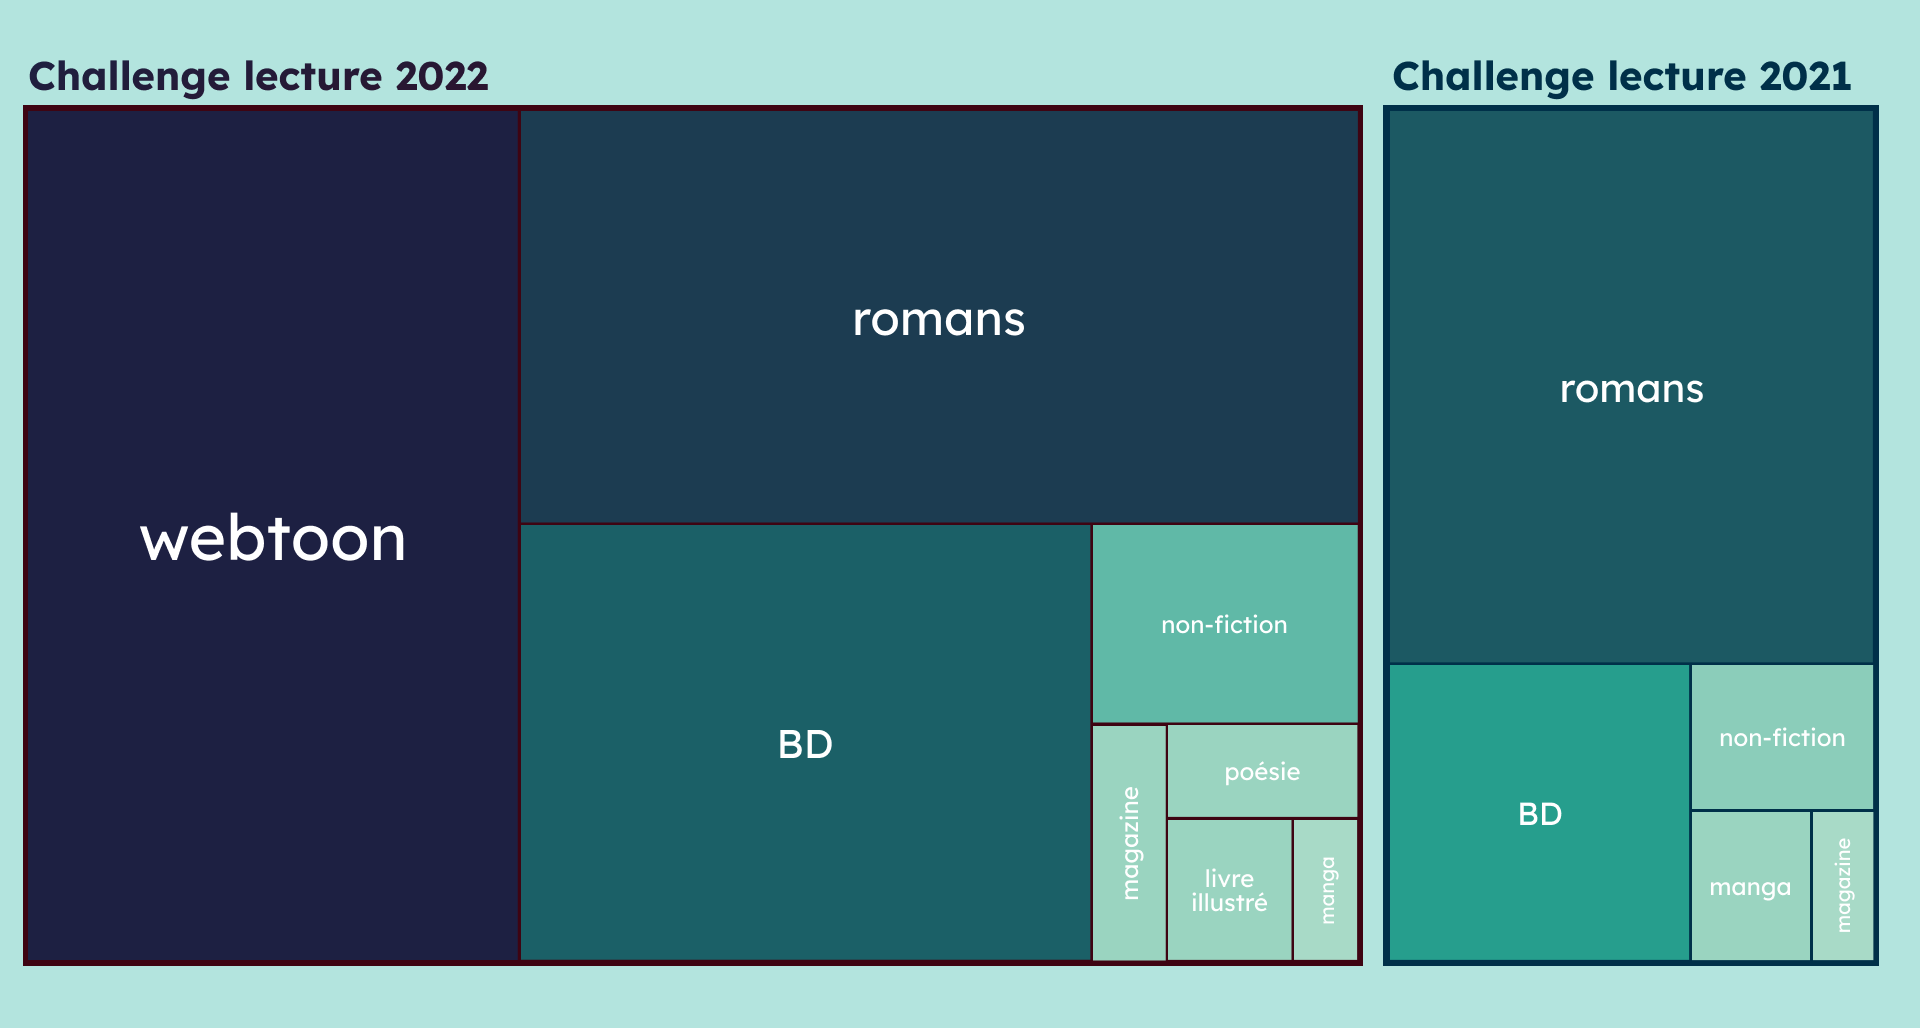 Challenge lecture 2022
webtoon
romans
BD
non-fiction
magazine
poésie
livre
illustré
manga
Challenge lecture 2021
romans
BD
non-fiction
manga
magazine